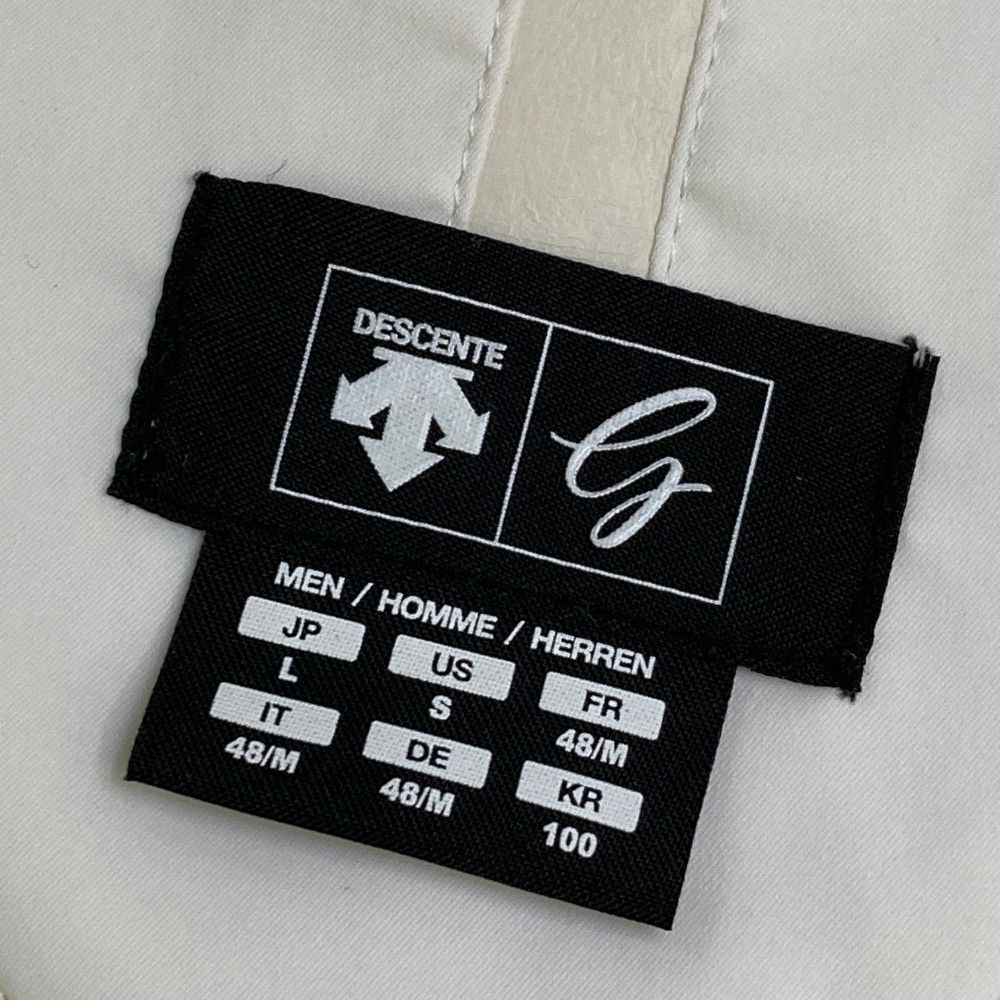 DESCENTE
G
MEN / HOMME / HERREN
JP US FR
L S 48/M
IT DE KR
48/M 48/M 100